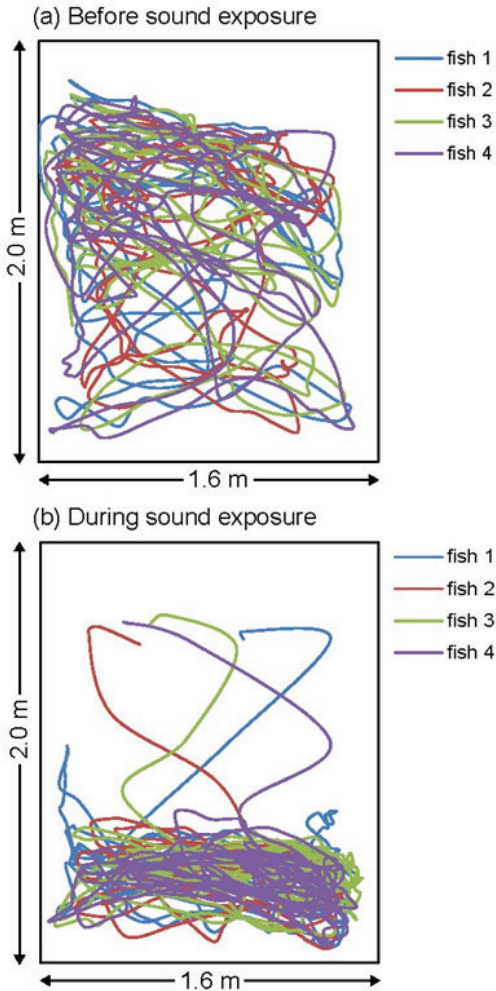 (a) Before sound exposure
fish 1
fish 2
fish 3
fish 4
2.0 m
1.6 m
(b) During sound exposure
fish 1
fish 2
fish 3
fish 4
2.0 m
1.6 m